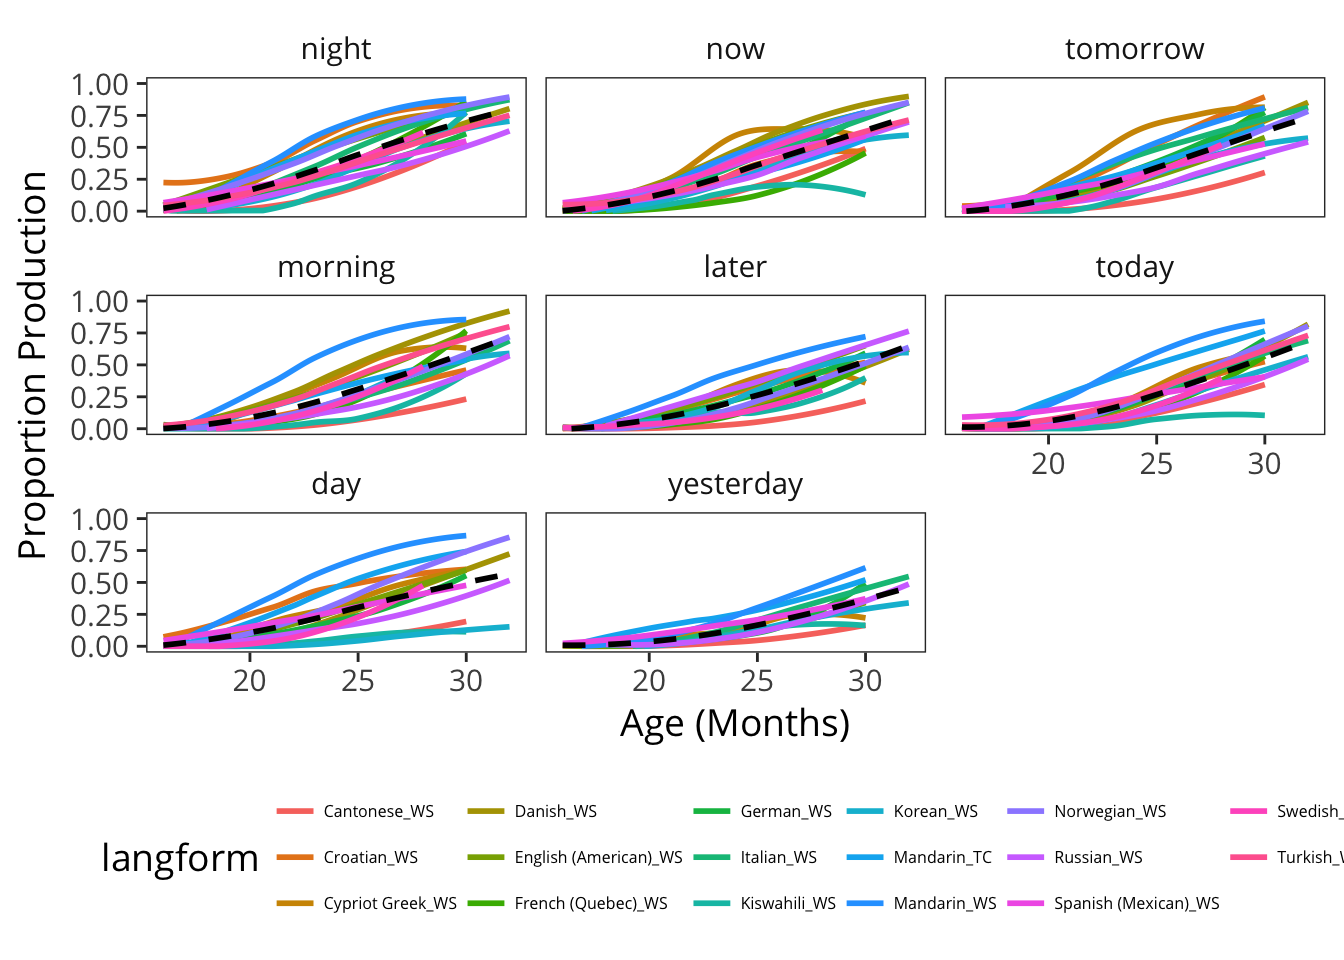 night now tomorrow
1.00
0.75
0.50
0.25
0.00
morning later today
1.00
0.75
0.50
0.25
0.00
20 25 30
day yesterday
1.00
0.75
0.50
0.25
0.00
20 25 30 20 25 30
Proportion Production
Age (Months)
langform
Cantonese_WS Danish_WS German_WS Korean_WS Norwegian_WS Swedish_
Croatian_WS English (American)_WS Italian_WS Mandarin_TC Russian_WS Turkish_
Cypriot Greek_WS French (Quebec)_WS Kiswahili_WS Mandarin_WS Spanish (Mexican)_WS